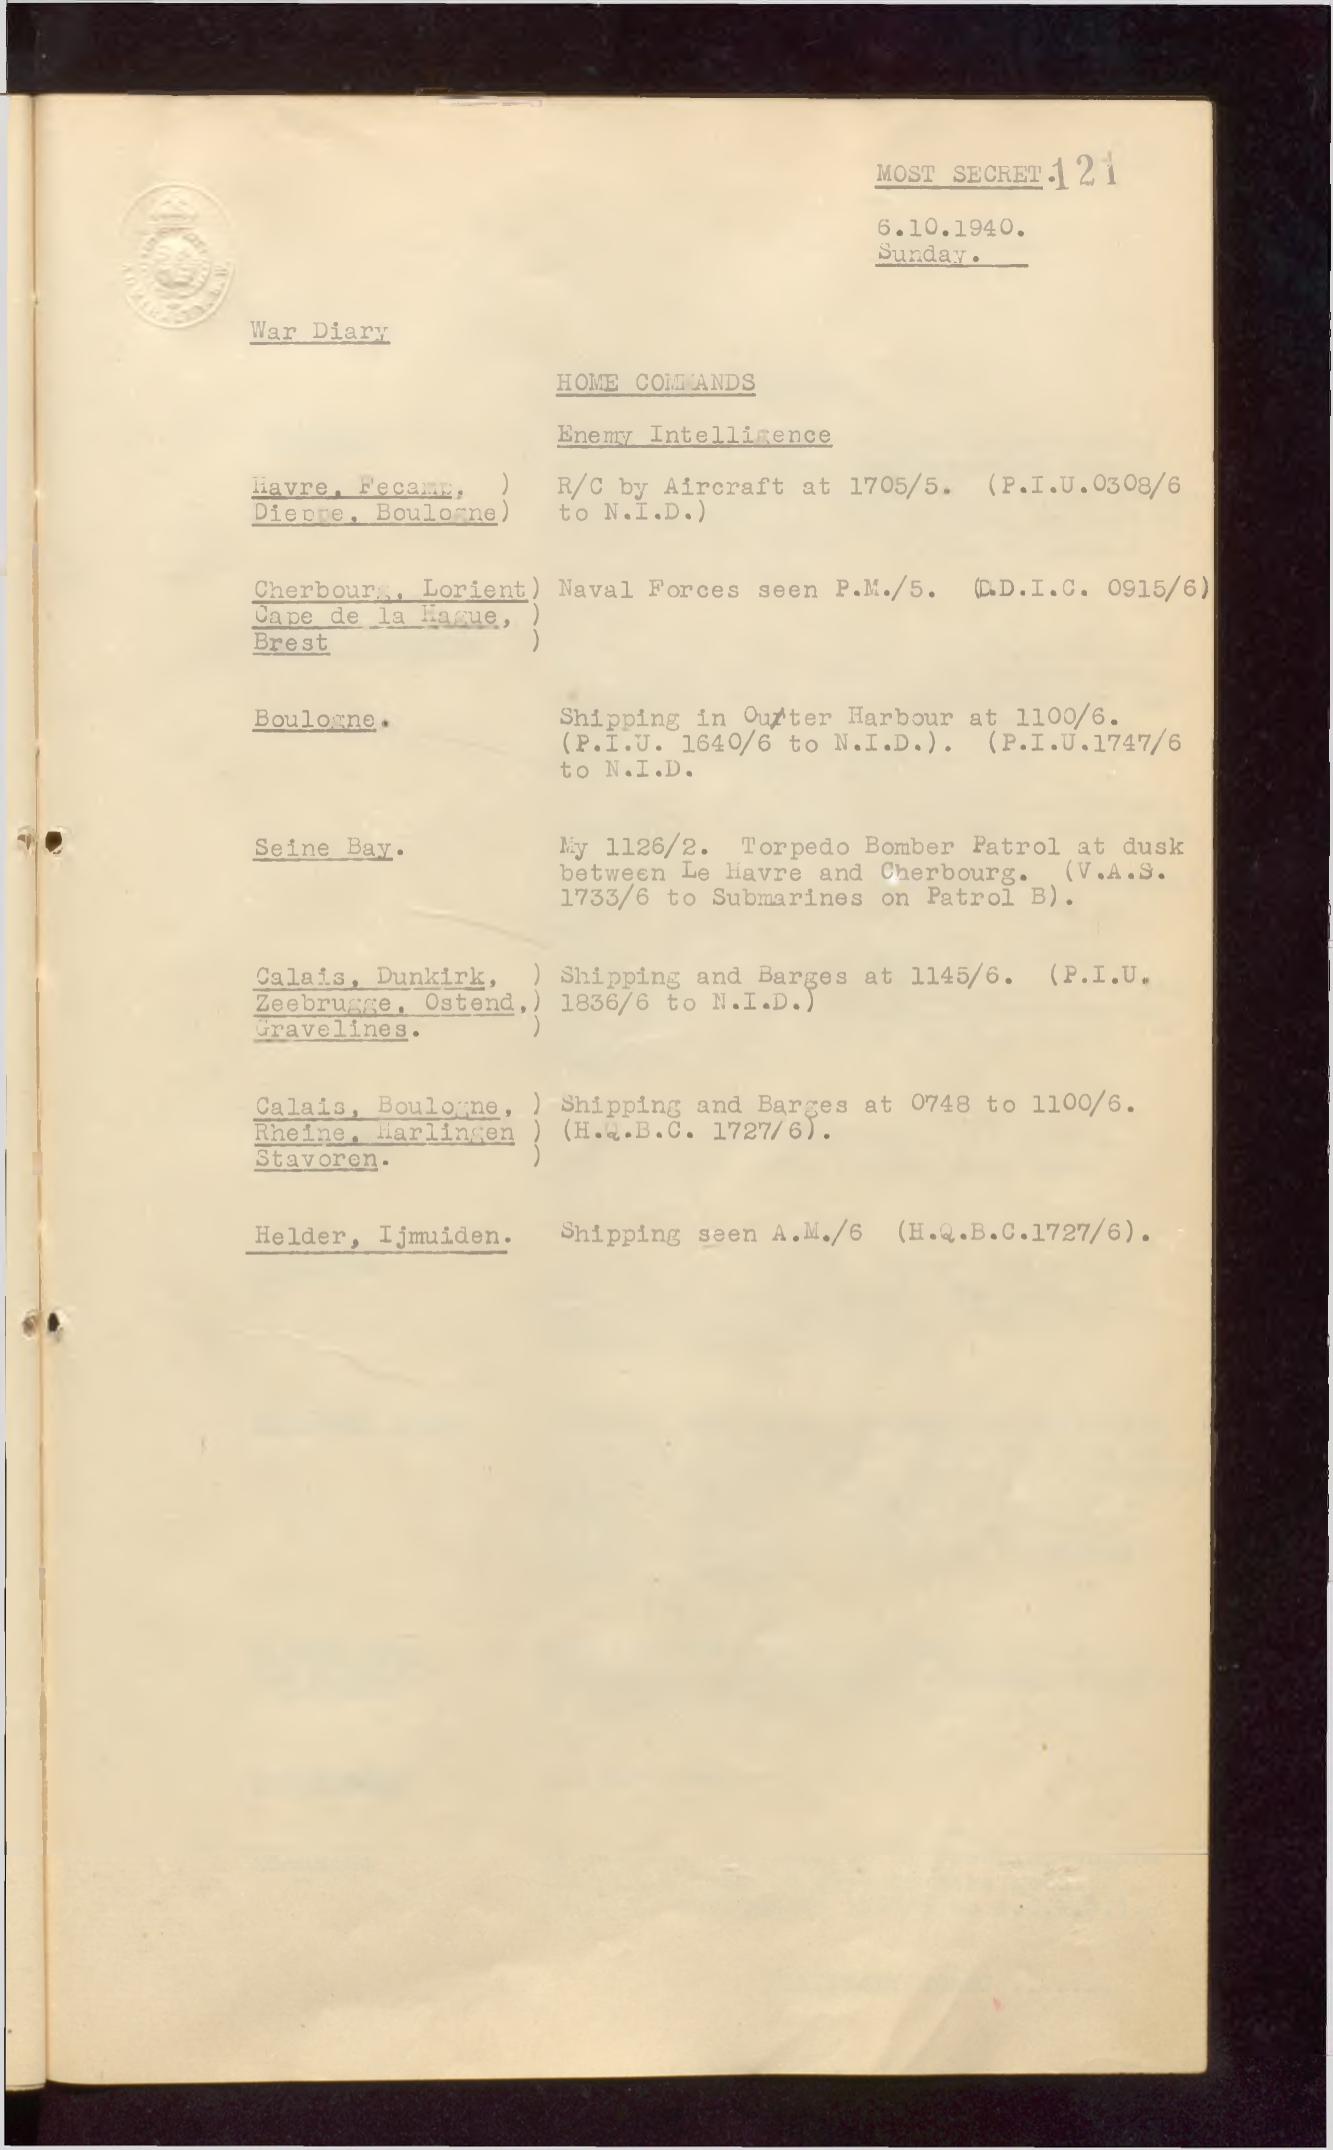 MOST SECRET. 121
6.10.1940.
Sunday.
War Diary
HOME COMMANDS
Enemy Intelligence
Havre, Fecamp, ) R/C by Aircraft at 1705/5. (P.I.U.0308/6
Dieppe, Boulogne) to N.I.D.)
Cherbourg, Lorient) Naval Forces seen P.M./5. (D.D.I.C. 0915/6)
Cape de la Hague, )
Brest )
Boulogne. Shipping in Outter Harbour at 1100/6.
(P.I.U. 1640/6 to N.I.D.). (P.I.U.1747/6
to N.I.D.
Seine Bay. My 1126/2. Torpedo Bomber Patrol at dusk
between Le Havre and Cherbourg. (V.A.S.
1733/6 to Submarines on Patrol B).
Calais, Dunkirk, ) Shipping and Barges at 1145/6. (P.I.U.
Zeebrugge, Ostend,) 1836/6 to N.I.D.)
Gravelines. )
Calais, Boulogne, ) Shipping and Barges at 0748 to 1100/6.
Rheine, Harlingen ) (H.Q.B.C. 1727/6).
Stavoren. )
Helder, Ijmuiden. Shipping seen A.M./6 (H.Q.B.C.1727/6).